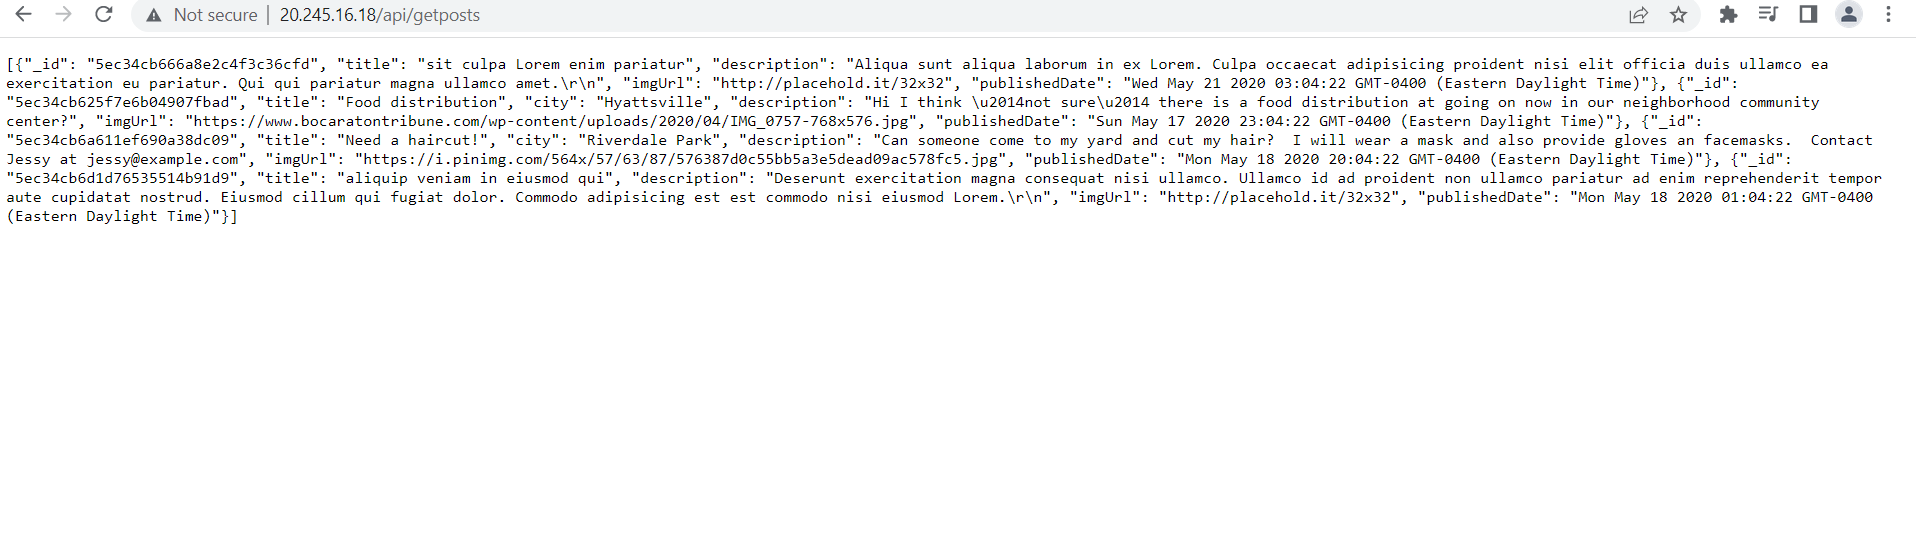 Not secure | 20.245.16.18/api/getposts
[{"_id": "5ec34cb666a8e2c4f3c36cfd", "title": "sit culpa Lorem enim pariatur", "description": "Aliqua sunt aliqua laborum in ex Lorem. Culpa occaecat adipisicing proident nisi elit officia duis ullamco ea
exercitation eu pariatur. Qui qui pariatur magna ullamco amet.\r\n", "imgUrl": "http://placehold.it/32x32", "publishedDate": "Wed May 21 2020 03:04:22 GMT-0400 (Eastern Daylight Time)"}, {"_id":
"5ec34cb625f7e6b04907fbad", "title": "Food distribution", "city": "Hyattsville", "description": "Hi I think \u2014not sure\u2014 there is a food distribution at going on now in our neighborhood community
center?", "imgUrl": "https://www.bocaratontribune.com/wp-content/uploads/2020/04/IMG_0757-768x576.jpg", "publishedDate": "Sun May 17 2020 23:04:22 GMT-0400 (Eastern Daylight Time)"}, {"_id":
"5ec34cb6a611ef690a38dc09", "title": "Need a haircut!", "city": "Riverdale Park", "description": "Can someone come to my yard and cut my hair?  I will wear a mask and also provide gloves an facemasks.  Contact
Jessy at jessy@example.com", "imgUrl": "https://i.pinimg.com/564x/57/63/87/576387d0c55bb5a3e5dead09ac578fc5.jpg", "publishedDate": "Mon May 18 2020 20:04:22 GMT-0400 (Eastern Daylight Time)"}, {"_id":
"5ec34cb6d1d76535514b91d9", "title": "aliquip veniam in eiusmod qui", "description": "Deserunt exercitation magna consequat nisi ullamco. Ullamco id ad proident non ullamco pariatur ad enim reprehenderit tempor
aute cupidatat nostrud. Eiusmod cillum qui fugiat dolor. Commodo adipisicing est est commodo nisi eiusmod Lorem.\r\n", "imgUrl": "http://placehold.it/32x32", "publishedDate": "Mon May 18 2020 01:04:22 GMT-0400
(Eastern Daylight Time)"}]